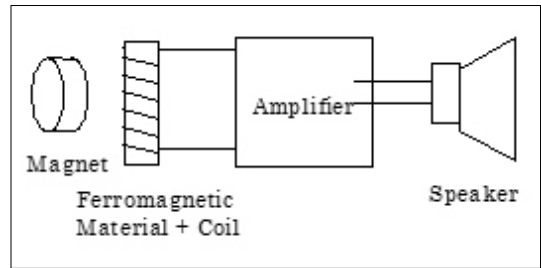 Amplifier
Magnet
Speaker
Ferromagnetic
Material + Coil